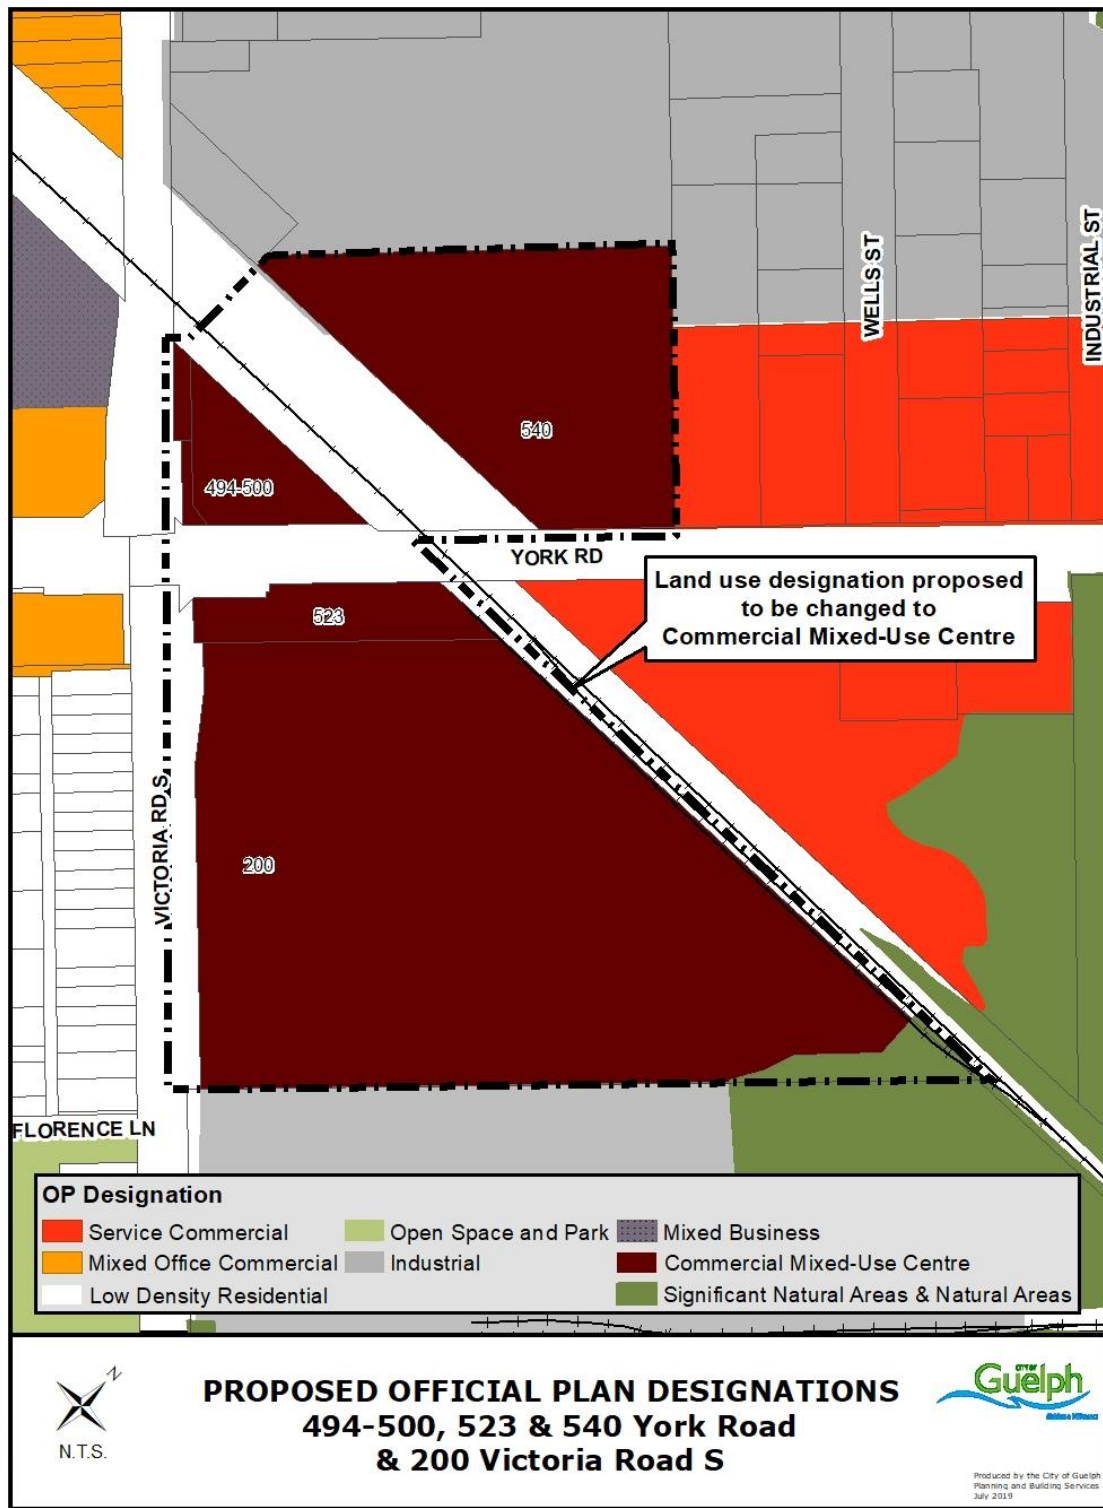 WELLS ST
INDUSTRIAL ST
540
494-500
YORK RD
Land use designation proposed
to be changed to
Commercial Mixed-Use Centre
523
200
VICTORIA RD S
FLORENCE LN
OP Designation
Service Commercial
Open Space and Park
Mixed Business
Mixed Office Commercial
Industrial
Commercial Mixed-Use Centre
Low Density Residential
Significant Natural Areas & Natural Areas
N
N.T.S.
PROPOSED OFFICIAL PLAN DESIGNATIONS
494-500, 523 & 540 York Road
& 200 Victoria Road S
CITY OF
Guelph
Produced by the City of Guelph
Planning and Building Services
July 2019